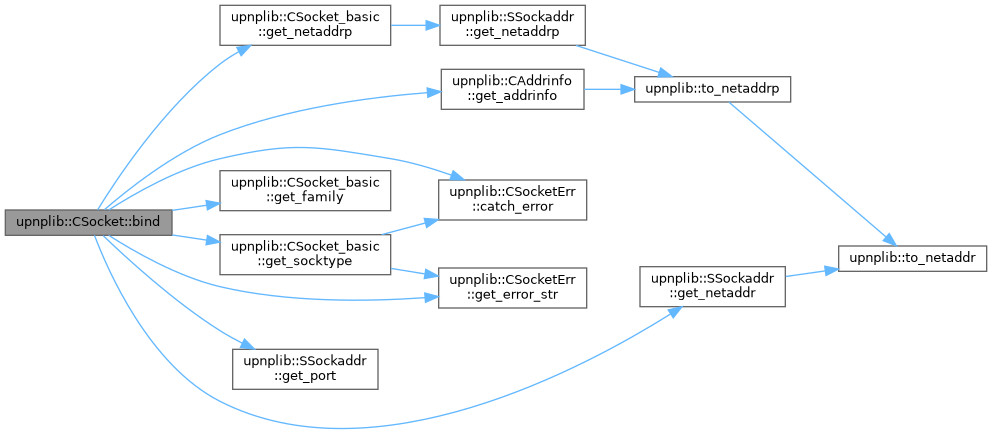 upnplib::CSocket::bind
upnplib::CSocket_basic
::get_netaddrp
upnplib::SSockaddr
::get_netaddrp
upnplib::to_netaddrp
upnplib::to_netaddr
upnplib::CAddrinfo
::get_addrinfo
upnplib::CSocketErr
::catch_error
upnplib::CSocket_basic
::get_family
upnplib::CSocket_basic
::get_socktype
upnplib::CSocketErr
::get_error_str
upnplib::SSockaddr
::get_netaddr
upnplib::SSockaddr
::get_port